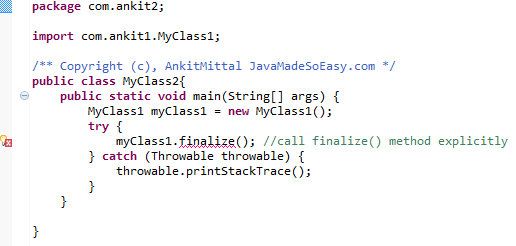 package com.ankit2;
import com.ankit1.MyClass1;
/** Copyright (c), AnkitMittal JavaMadeSoEasy.com */
public class MyClass2{
public static void main(String[] args) {
MyClass1 myClass1 = new MyClass1();
try {
myClass1.finalize(); //call finalize() method explicitly
} catch (Throwable throwable) {
throwable.printStackTrace();
}
}
}